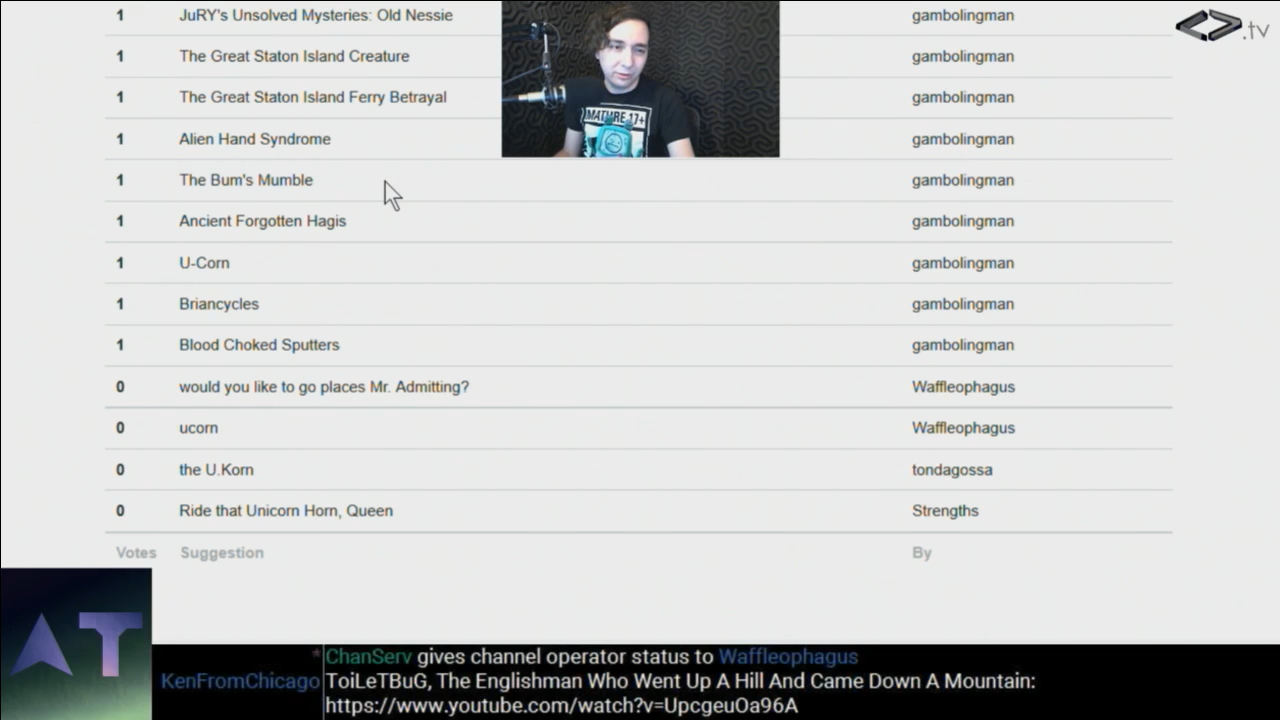 1 JuRY's Unsolved Mysteries: Old Nessie gambolingman
.tv
1 The Great Staton Island Creature gambolingman
1 The Great Staton Island Ferry Betrayal gambolingman
MATURE 17+
1 Alien Hand Syndrome gambolingman
1 The Bum's Mumble gambolingman
1 Ancient Forgotten Hagis gambolingman
1 U-Corn gambolingman
1 Briancycles gambolingman
1 Blood Choked Sputters gambolingman
0 would you like to go places Mr. Admitting? Waffleophagus
0 ucorn Waffleophagus
0 the U.Korn tondagossa
0 Ride that Unicorn Horn, Queen Strengths
Votes Suggestion By
AT
* ChanServ gives channel operator status to Waffleophagus
KenFromChicago ToiLeTBuG, The Englishman Who Went Up A Hill And Came Down A Mountain:
https://www.youtube.com/watch?v=UpcgeuOa96A